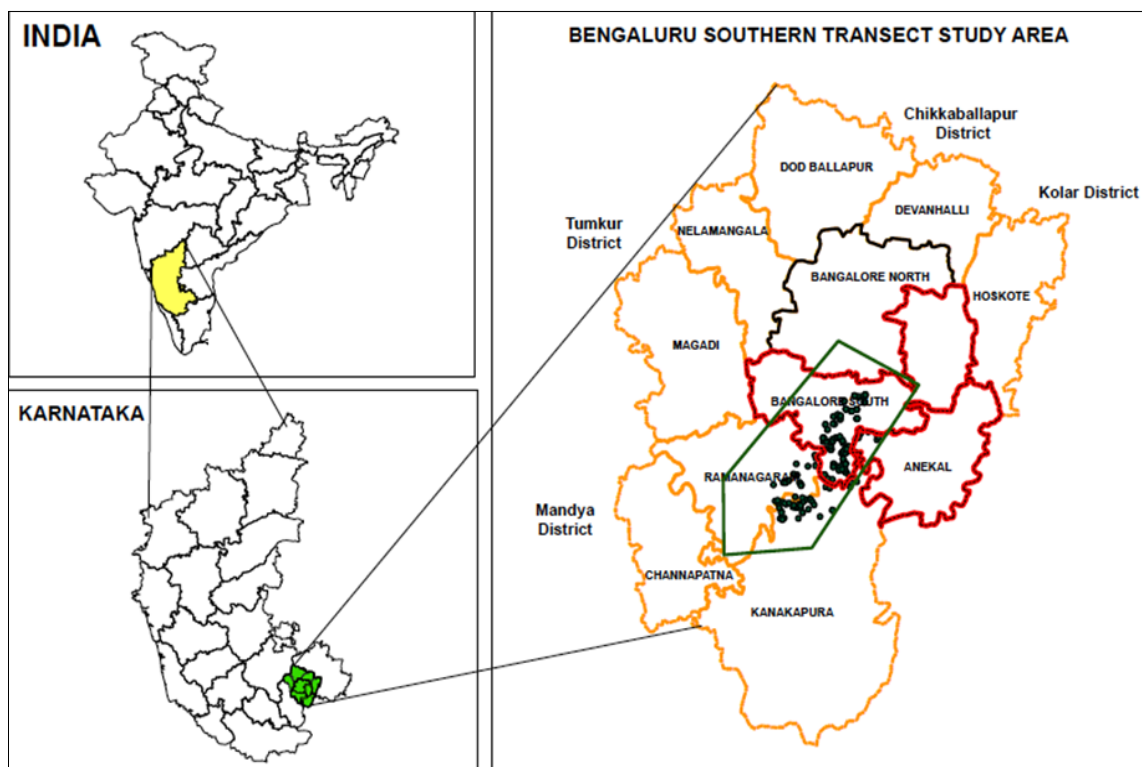 INDIA
KARNATAKA
BENGALURU SOUTHERN TRANSECT STUDY AREA
Chikkaballapur
District
DOD BALLAPUR
Kolar District
DEVANHALLI
Tumkur
District
NELAMANGALA
BANGALORE NORTH
HOSKOTE
MAGADI
BANGALORE SOUTH
ANEKAL
Mandya
District
CHANNAPATNA
KANAKAPURA